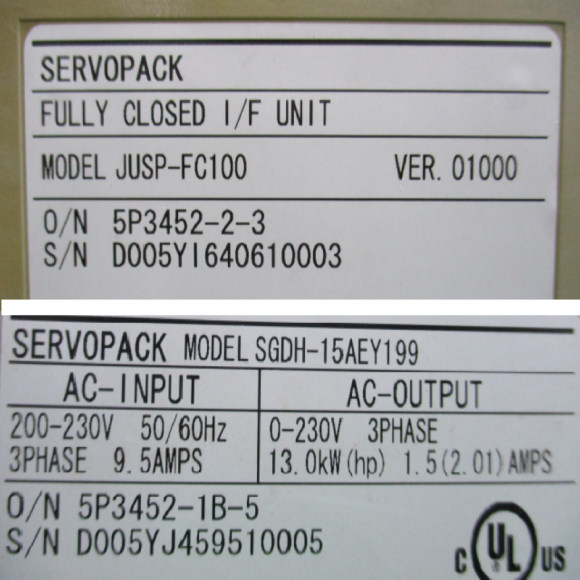 SERVOPACK
FULLY CLOSED I/F UNIT
MODEL JUSP-FC100 VER. 01000
O/N 5P3452-2-3
S/N D005YI640610003
SERVOPACK MODEL SGDH-15AEY199
AC-INPUT AC-OUTPUT
200-230V 50/60Hz 0-230V 3PHASE
3PHASE 9.5AMPS 13.0kW(hp) 1.5(2.01)AMPS
O/N 5P3452-1B-5
S/N D005YJ459510005
c UL US